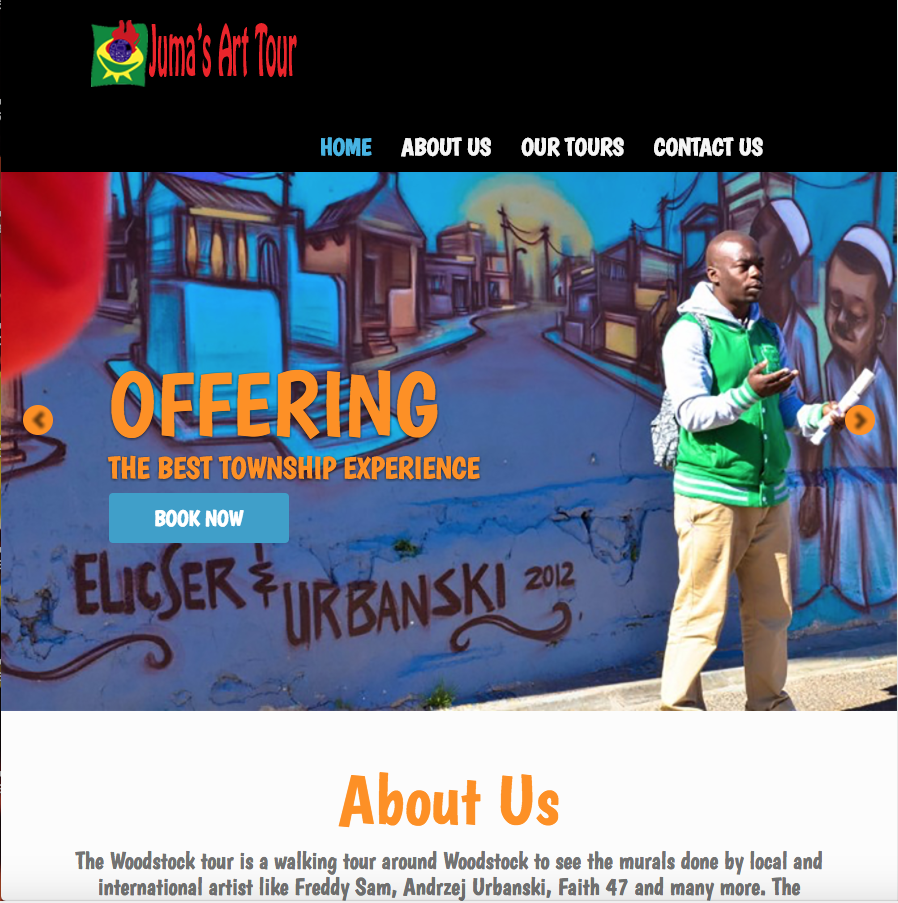 Juma's Art Tour
HOME ABOUT US OUR TOURS CONTACT US
OFFERING
THE BEST TOWNSHIP EXPERIENCE
BOOK NOW
ELICSER & URBANSKI 2012
About Us
The Woodstock tour is a walking tour around Woodstock to see the murals done by local and
international artist like Freddy Sam, Andrzej Urbanski, Faith 47 and many more. The